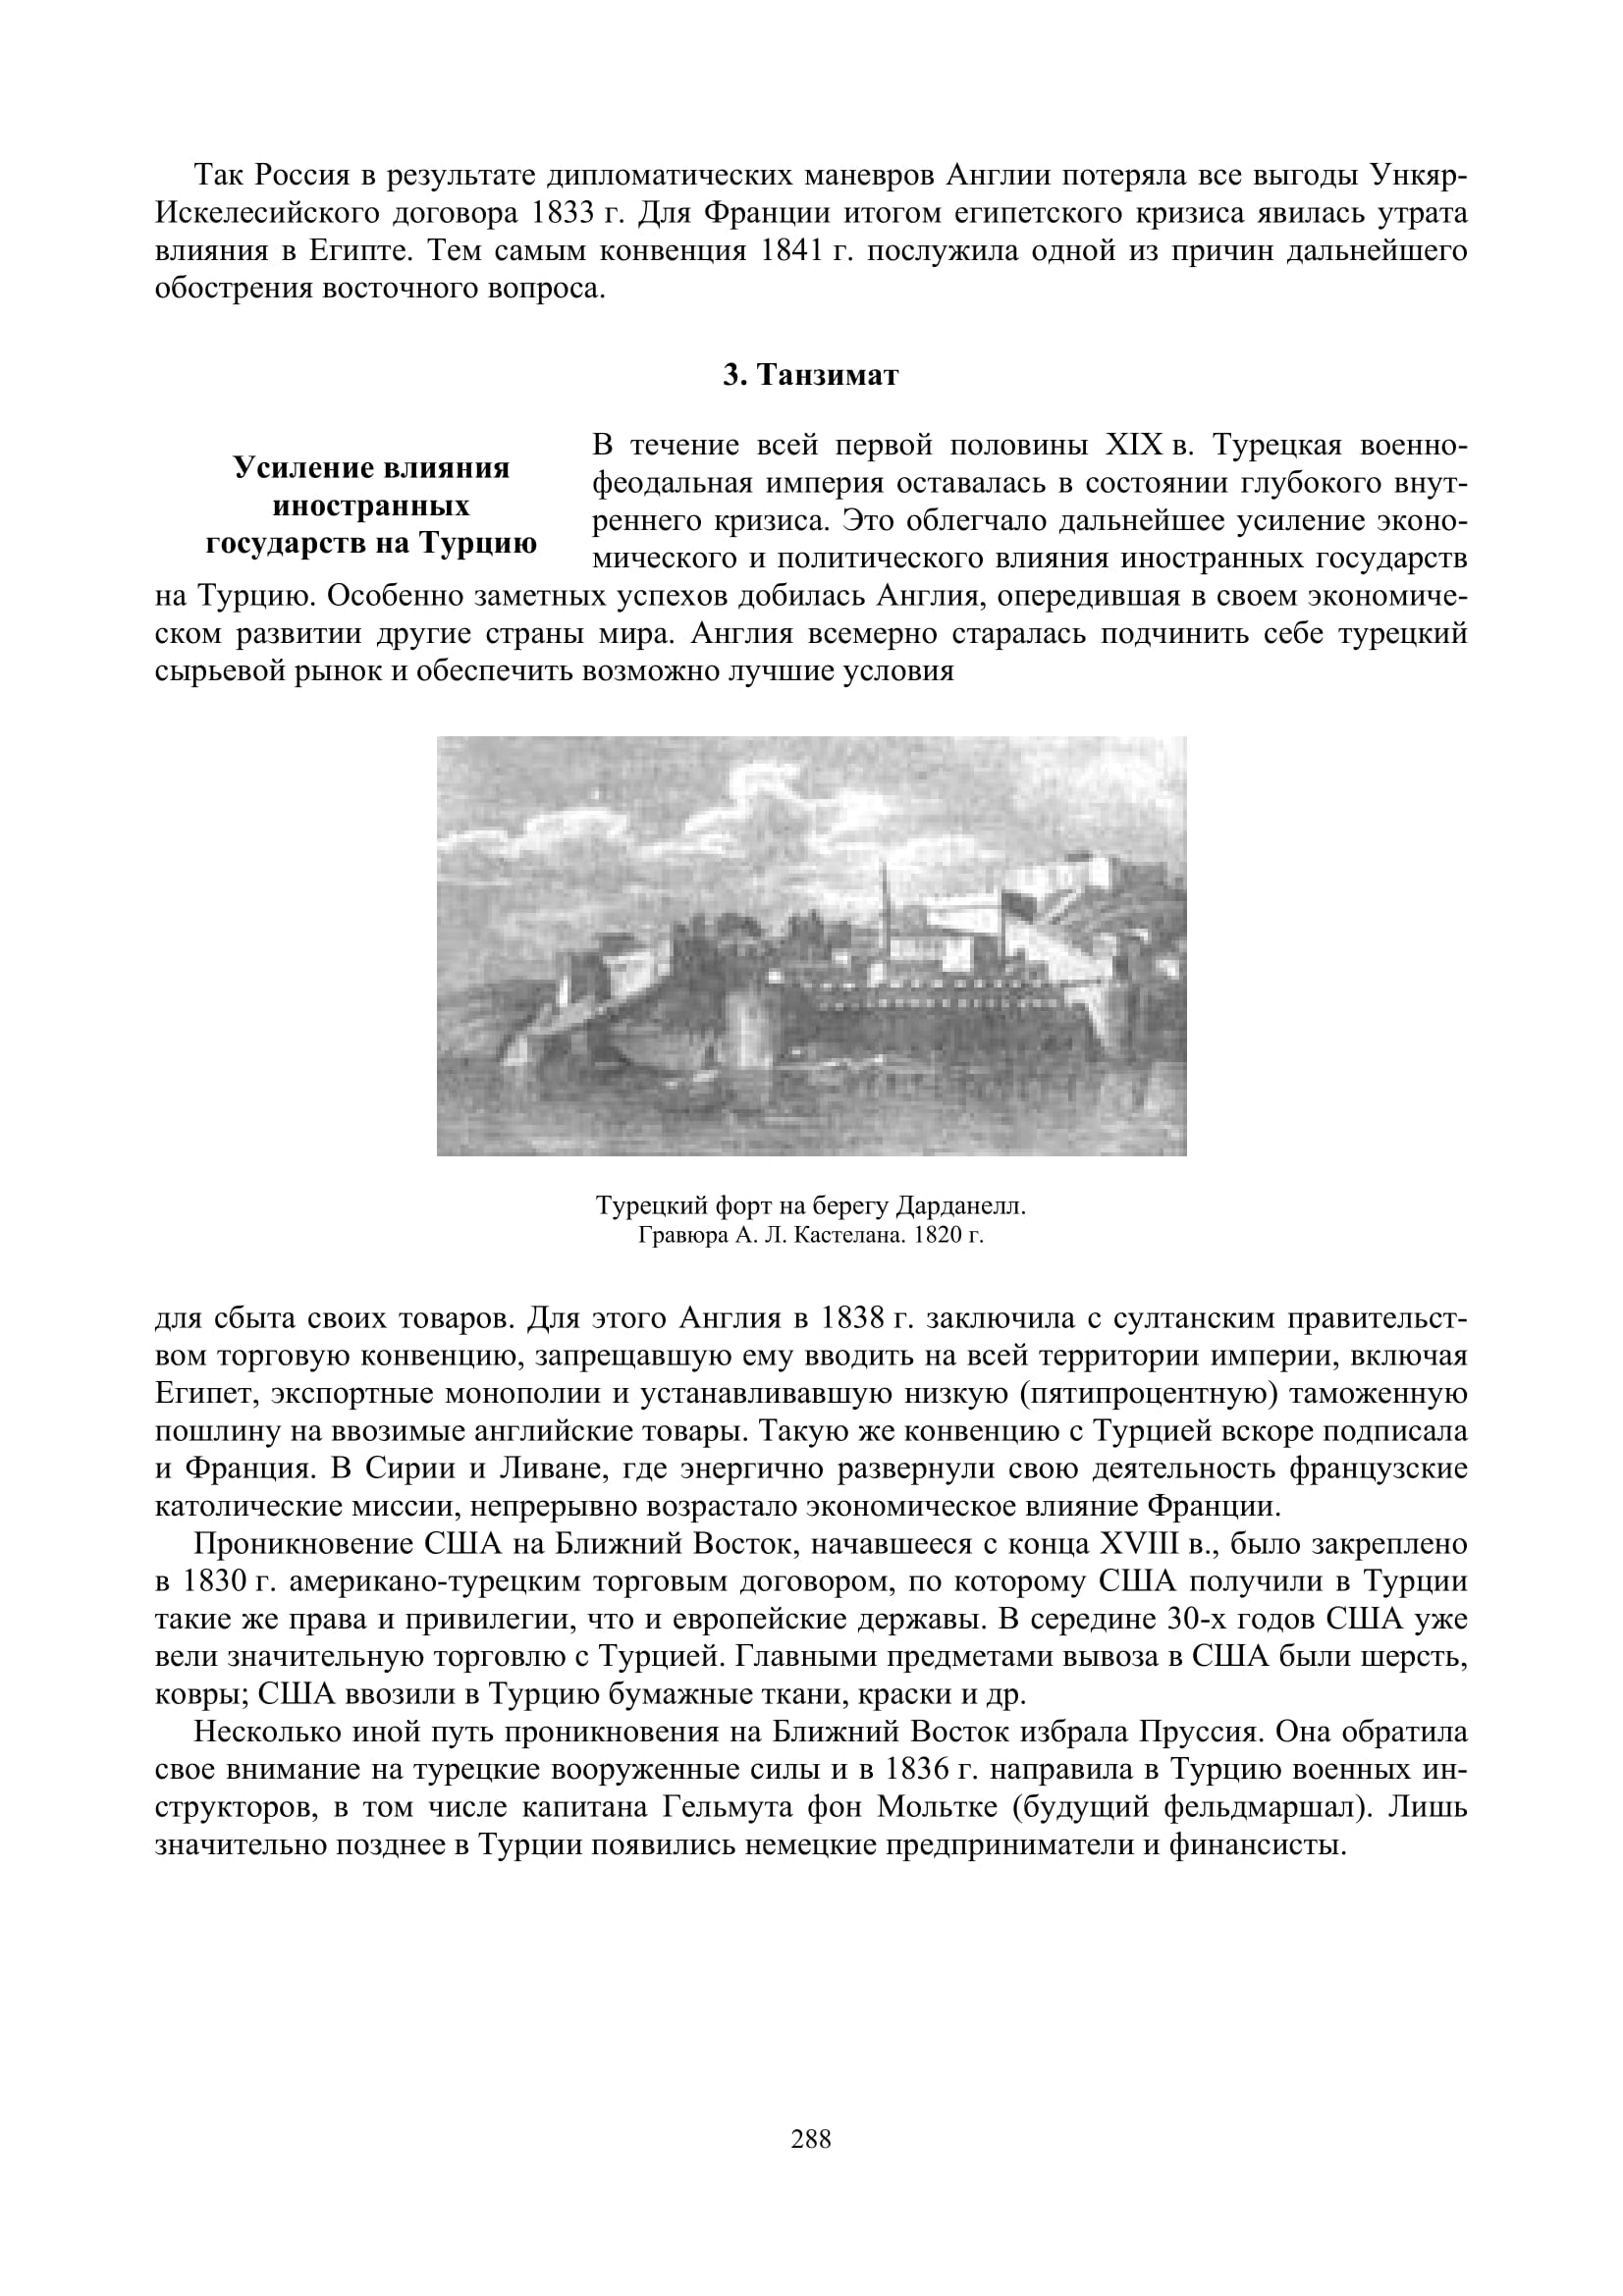 Так Россия в результате дипломатических маневров Англии потеряла все выгоды Ункяр-
Искелесийского договора 1833 г. Для Франции итогом египетского кризиса явилась утрата
влияния в Египте. Тем самым конвенция 1841 г. послужила одной из причин дальнейшего
обострения восточного вопроса.
3. Танзимат
Усиление влияния
иностранных
государств на Турцию
В течение всей первой половины XIX в. Турецкая военно-
феодальная империя оставалась в состоянии глубокого внут-
реннего кризиса. Это облегчало дальнейшее усиление эконо-
мического и политического влияния иностранных государств
на Турцию. Особенно заметных успехов добилась Англия, опередившая в своем экономиче-
ском развитии другие страны мира. Англия всемерно старалась подчинить себе турецкий
сырьевой рынок и обеспечить возможно лучшие условия
Турецкий форт на берегу Дарданелл.
Гравюра А. Л. Кастелана. 1820 г.
для сбыта своих товаров. Для этого Англия в 1838 г. заключила с султанским правительст-
вом торговую конвенцию, запрещавшую ему вводить на всей территории империи, включая
Египет, экспортные монополии и устанавливавшую низкую (пятипроцентную) таможенную
пошлину на ввозимые английские товары. Такую же конвенцию с Турцией вскоре подписала
и Франция. В Сирии и Ливане, где энергично развернули свою деятельность французские
католические миссии, непрерывно возрастало экономическое влияние Франции.
Проникновение США на Ближний Восток, начавшееся с конца XVIII в., было закреплено
в 1830 г. американо-турецким торговым договором, по которому США получили в Турции
такие же права и привилегии, что и европейские державы. В середине 30-х годов США уже
вели значительную торговлю с Турцией. Главными предметами вывоза в США были шерсть,
ковры; США ввозили в Турцию бумажные ткани, краски и др.
Несколько иной путь проникновения на Ближний Восток избрала Пруссия. Она обратила
свое внимание на турецкие вооруженные силы и в 1836 г. направила в Турцию военных ин-
структоров, в том числе капитана Гельмута фон Мольтке (будущий фельдмаршал). Лишь
значительно позднее в Турции появились немецкие предприниматели и финансисты.
288